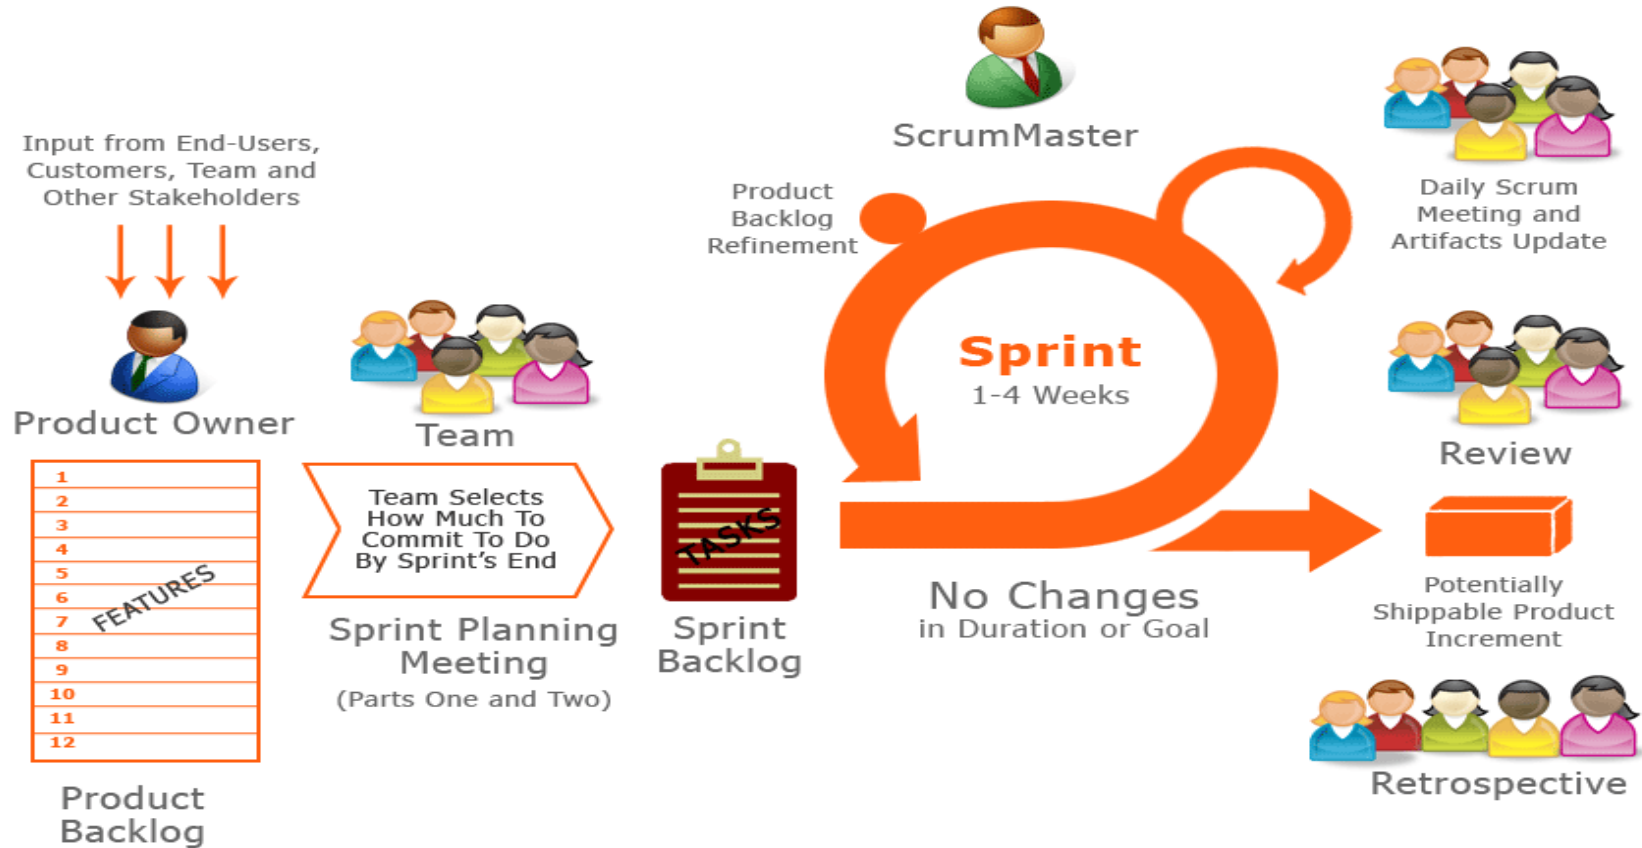 Input from End-Users,
Customers, Team and
Other Stakeholders
Product Owner
1
2
3
4
5
6
7
8
9
10
11
12
FEATURES
Product
Backlog
Team
Team Selects
How Much To
Commit To Do
By Sprint's End
Sprint Planning
Meeting
(Parts One and Two)
TASKS
Sprint
Backlog
ScrumMaster
Product
Backlog
Refinement
Sprint
1-4 Weeks
No Changes
in Duration or Goal
Daily Scrum
Meeting and
Artifacts Update
Review
Potentially
Shippable Product
Increment
Retrospective